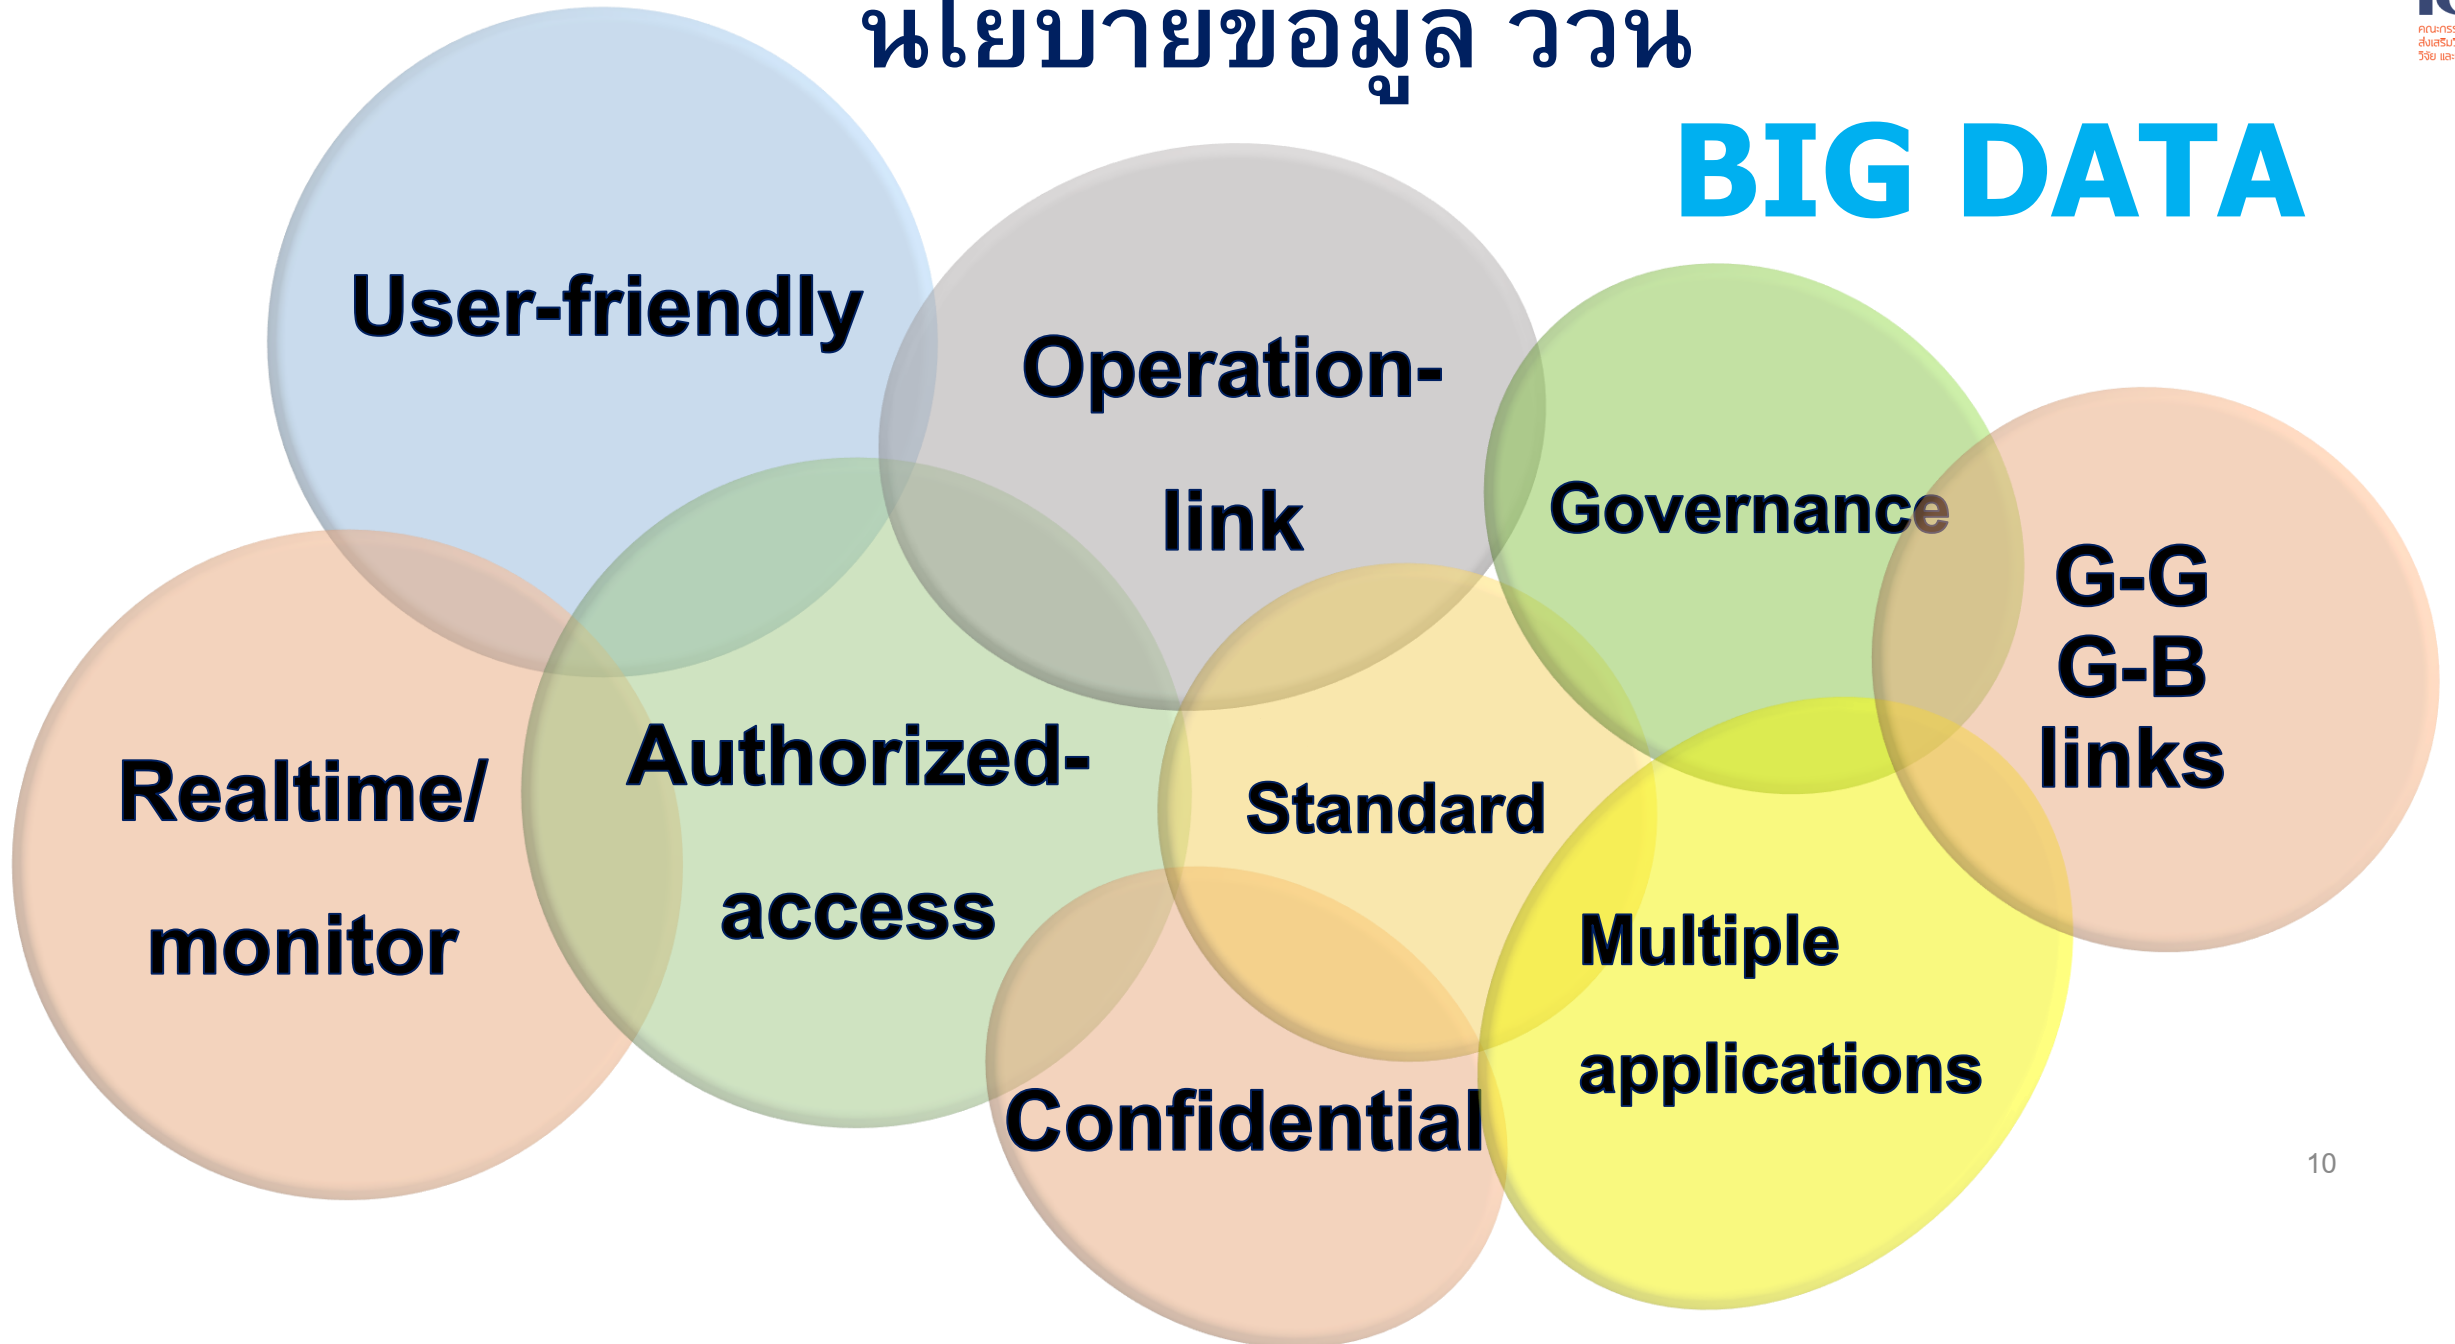 นโยบายขอมูล ววน
BIG DATA
User-friendly
Operation-
link
Governance
G-G
G-B
links
Realtime/
monitor
Authorized-
access
Standard
Multiple
applications
Confidential
10